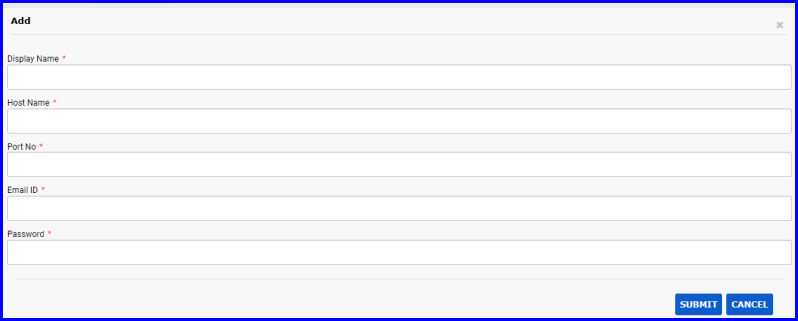 Add
×
Display Name *
Host Name *
Port No *
Email ID *
Password *
SUBMIT CANCEL